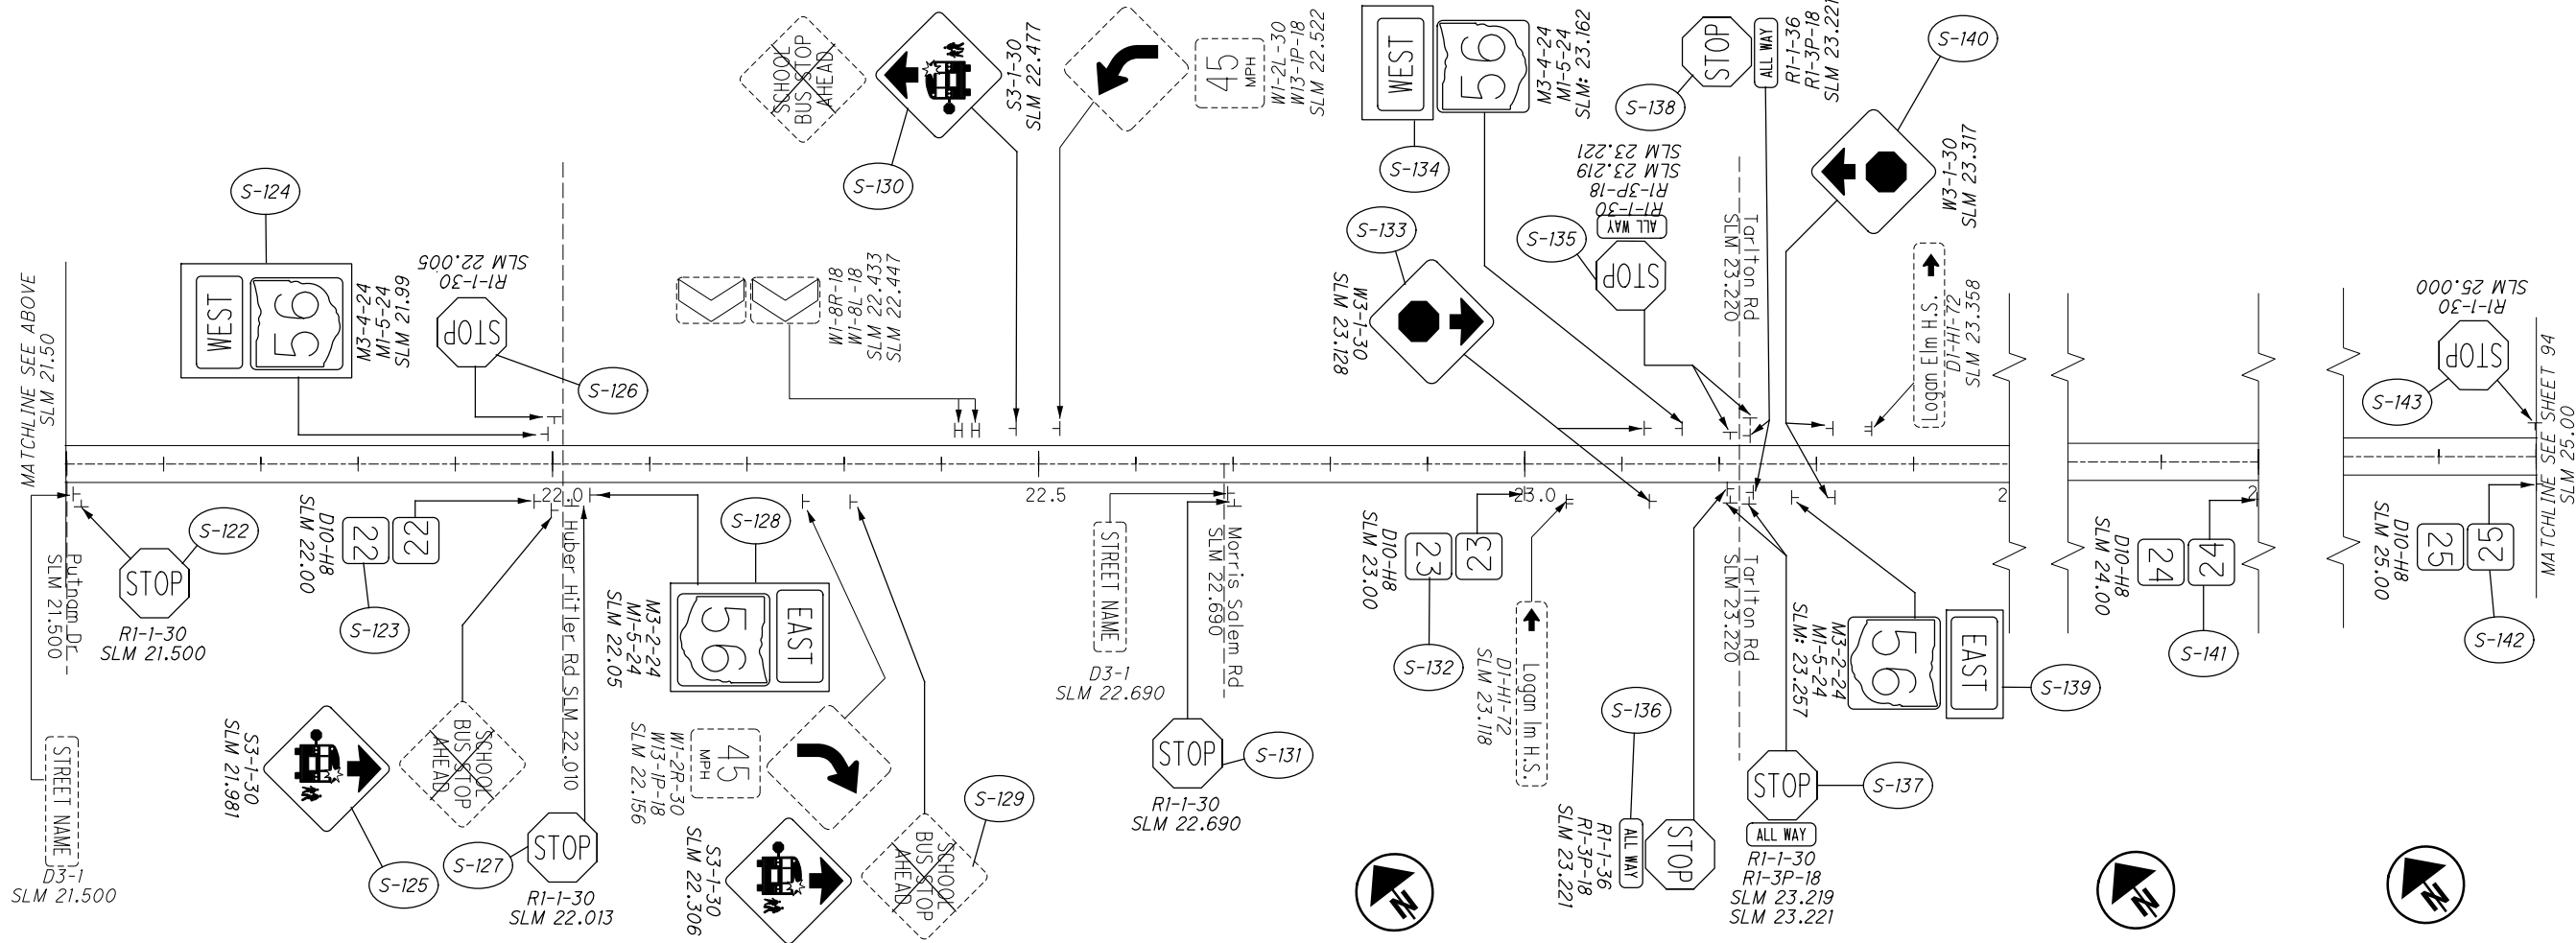 MATCHLINE SEE ABOVE
SLM 21.50
S-124
WEST
56
M3-4-24
M1-5-24
SLM 21.99
R1-1-30
SLM 22.005
STOP
S-126
SCHOOL
BUS STOP
AHEAD
S-130
S3-1-30
SLM 22.477
45
MPH
W1-2L-30
W13-1P-18
SLM 22.522
W1-8R-18
W1-8L-18
SLM 22.433
SLM 22.447
WEST
56
M3-4-24
M1-5-24
SLM: 23.162
S-134
S-133
W3-1-30
SLM 23.128
S-135
R1-1-30
R1-3P-18
SLM 23.219
SLM 23.221
ALL WAY
STOP
S-138
STOP
ALL WAY
R1-1-36
R1-3P-18
SLM 23.221
Tarlton Rd
SLM 23.220
S-140
W3-1-30
SLM 23.317
Logan Elm H.S.
D1-H1-72
SLM 23.358
R1-1-30
SLM 25.000
STOP
S-143
MATCHLINE SEE SHEET 94
SLM 25.00
22.0
22.5
23.0
2
2
Putnam Dr
SLM 21.500
STOP
S-122
R1-1-30
SLM 21.500
STREET NAME
D3-1
SLM 21.500
D10-H8
SLM 22.00
22
22
S-123
S3-1-30
SLM 21.981
S-125
SCHOOL
BUS STOP
AHEAD
Huber Hitler Rd SLM 22.010
S-127
STOP
R1-1-30
SLM 22.013
S-128
M3-2-24
M1-5-24
SLM 22.05
56
EAST
W1-2R-30
W13-1P-18
SLM 22.156
45
MPH
S3-1-30
SLM 22.306
SCHOOL
BUS STOP
AHEAD
S-129
STREET NAME
D3-1
SLM 22.690
Morris Salem Rd
SLM 22.690
STOP
S-131
R1-1-30
SLM 22.690
D10-H8
SLM 23.00
23
23
S-132
D1-H1-72
SLM 23.118
Logan lm H.S.
S-136
R1-1-36
R1-3P-18
SLM 23.221
ALL WAY
STOP
Tarlton Rd
SLM 23.220
STOP
ALL WAY
S-137
R1-1-30
R1-3P-18
SLM 23.219
SLM 23.221
M3-2-24
M1-5-24
SLM: 23.257
56
EAST
S-139
D10-H8
SLM 24.00
24
24
S-141
D10-H8
SLM 25.00
25
25
S-142
N
N
N